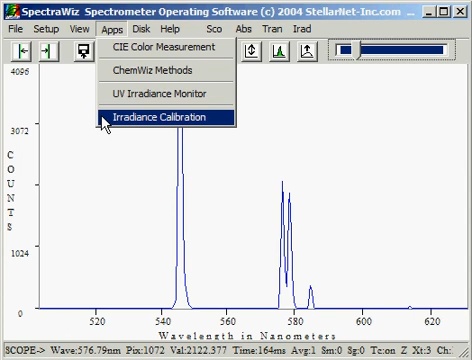 SpectraWiz Spectrometer Operating Software (c) 2004 StellarNet-Inc.com ...
File Setup View Apps Disk Help Sco Abs Tran Irad
CIE Color Measurement
ChemWiz Methods
UV Irradiance Monitor
Irradiance Calibration
4096
3072
COUNTS
1024
0
520 540 560 580 600 620
Wavelength in Nanometers
SCOPE-> Wave:576.79nm Pix:1072 Val:2122.377 Time:164ms Avg:1 Sm:0 Sg:0 Tc:on Z Xt:3 Ch:1